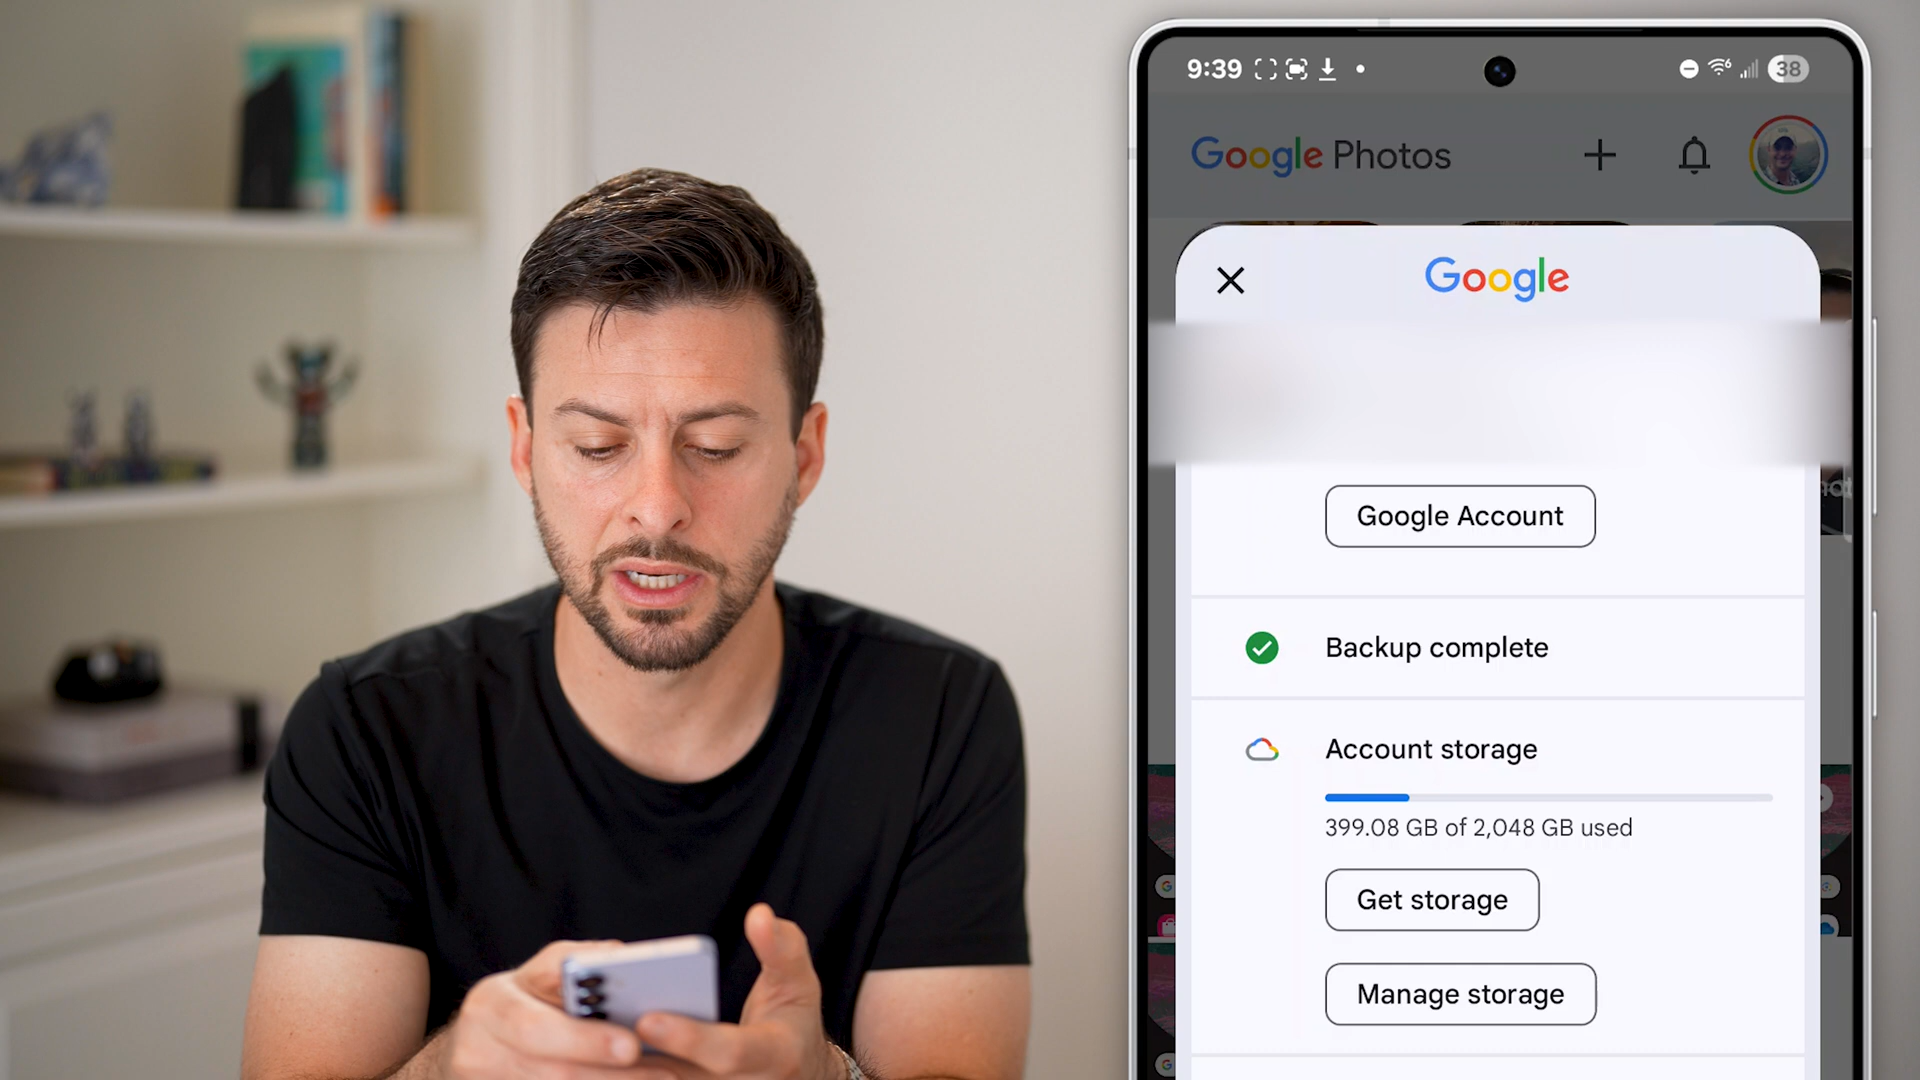 9:39
38
Google Photos
Google
Google Account
Backup complete
Account storage
399.08 GB of 2,048 GB used
Get storage
Manage storage